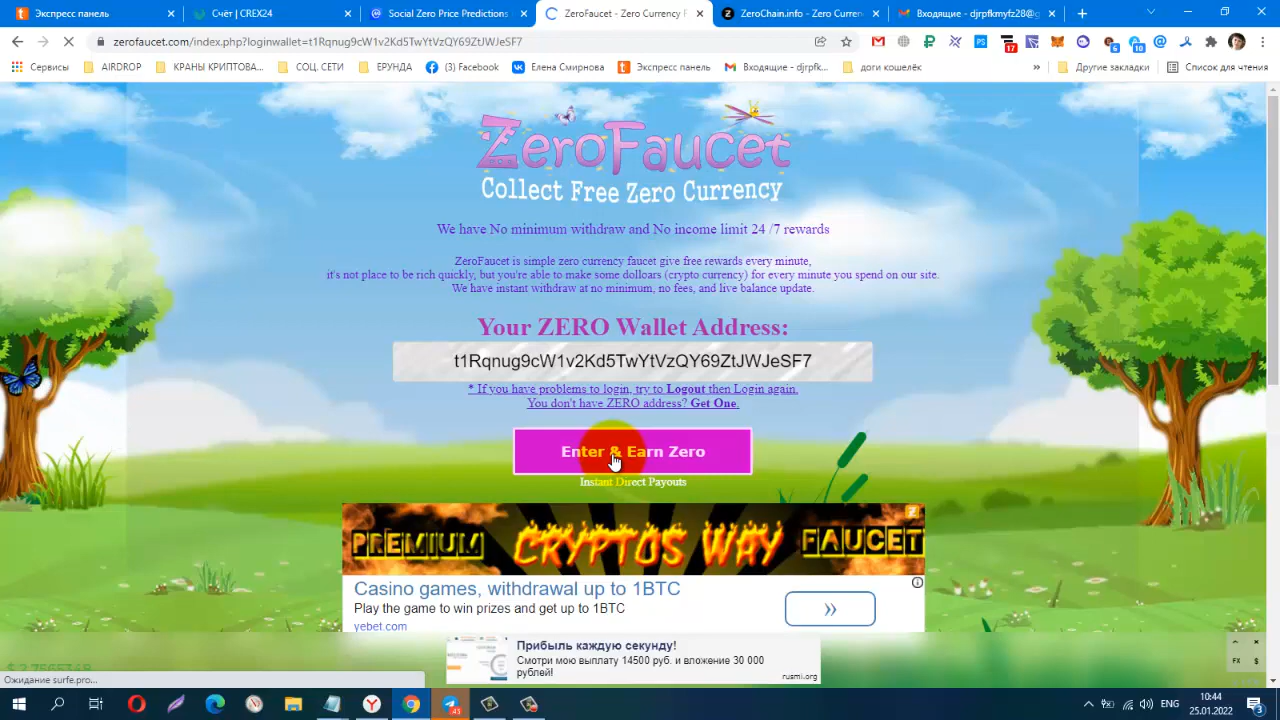 Экспресс панель
Счёт | CREX24
Social Zero Price Predictions
ZeroFaucet - Zero Currency F
ZeroChain.info - Zero Curren
Входящие - djrpfkmyfz28@g
zerofaucet.com/index.php?loginwallet=t1Rqnug9cW1v2Kd5TwYtVzQY69ZtJWJeSF7
Сервисы
AIRDROP
КРАНЫ КРИПТОВА...
СОЦ. СЕТИ
ЕРУНДА
(3) Facebook
Елена Смирнова
Экспресс панель
Входящие - djrpfk...
доги кошелёк
»
Другие закладки
Список для чтения
17
6
10
ZeroFaucet
Collect Free Zero Currency
We have No minimum withdraw and No income limit 24 /7 rewards
ZeroFaucet is simple zero currency faucet give free rewards every minute,
it's not place to be rich quickly, but you're able to make some dolloars (crypto currency) for every minute you spend on our site.
We have instant withdraw at no minimum, no fees, and live balance update.
Your ZERO Wallet Address:
t1Rqnug9cW1v2Kd5TwYtVzQY69ZtJWJeSF7
* If you have problems to login, try to Logout then Login again.
You don't have ZERO address? Get One.
Enter & Earn Zero
Instant Direct Payouts
PREMIUM CRYPTOS WAY FAUCET
Casino games, withdrawal up to 1BTC
Play the game to win prizes and get up to 1BTC
yebet.com
»
Прибыль каждую секунду!
Смотри мою выплату 14500 руб. и вложение 30 000
рублей!
rusmi.org
FX $
Ожидание surfe.pro...
43
ENG
10:44
25.01.2022
3